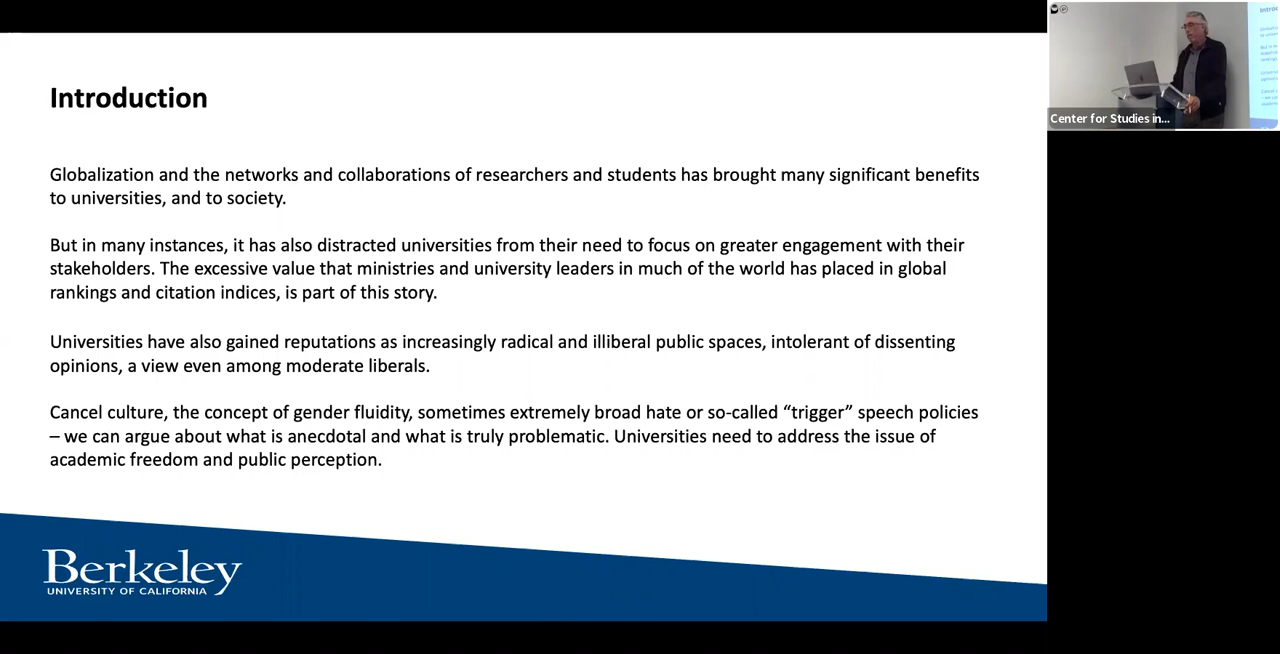 Introduction
Globalization and the networks and collaborations of researchers and students has brought many significant benefits
to universities, and to society.
But in many instances, it has also distracted universities from their need to focus on greater engagement with their
stakeholders. The excessive value that ministries and university leaders in much of the world has placed in global
rankings and citation indices, is part of this story.
Universities have also gained reputations as increasingly radical and illiberal public spaces, intolerant of dissenting
opinions, a view even among moderate liberals.
Cancel culture, the concept of gender fluidity, sometimes extremely broad hate or so-called “trigger” speech policies
– we can argue about what is anecdotal and what is truly problematic. Universities need to address the issue of
academic freedom and public perception.
Berkeley
UNIVERSITY OF CALIFORNIA
Center for Studies in...